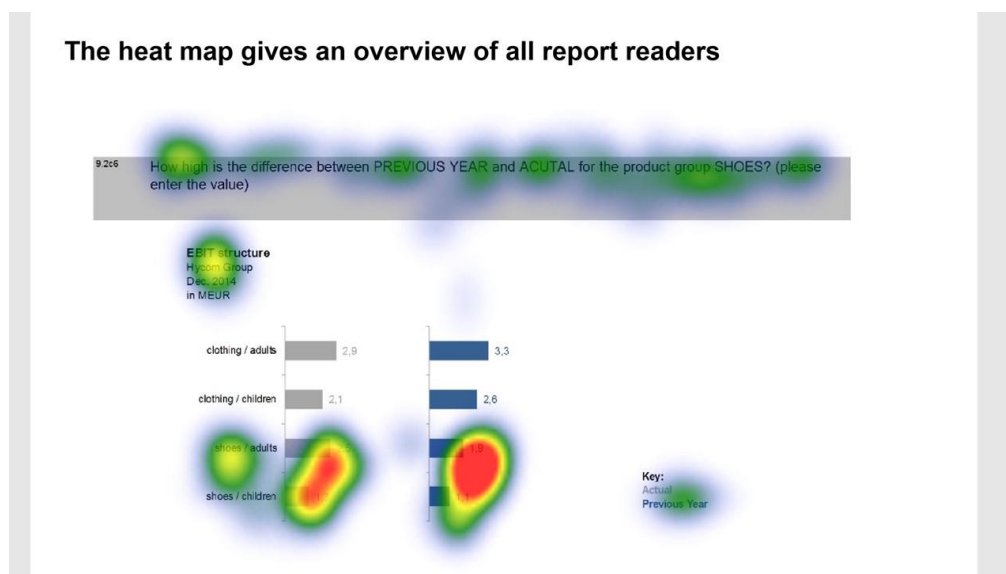 The heat map gives an overview of all report readers
9.2c6
How high is the difference between PREVIOUS YEAR and ACUTAL for the product group SHOES? (please
enter the value)
EBIT structure
Hycom Group
Dec. 2014
in MEUR
clothing / adults 2,9 3,3
clothing / children 2,1 2,6
shoes / adults 1,9
shoes / children
Key:
Actual
Previous Year